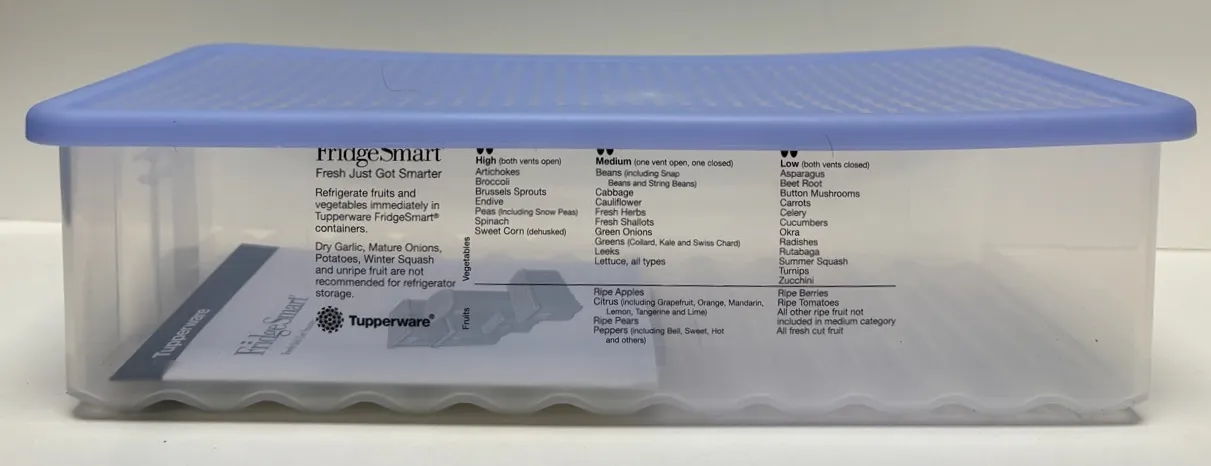 FridgeSmart
Fresh Just Got Smarter
Refrigerate fruits and
vegetables immediately in
Tupperware FridgeSmart®
containers.
Dry Garlic, Mature Onions,
Potatoes, Winter Squash
and unripe fruit are not
recommended for refrigerator
storage.
Tupperware®
Vegetables
High (both vents open)
Artichokes
Broccoli
Brussels Sprouts
Endive
Peas (including Snow Peas)
Spinach
Sweet Corn (dehusked)
Medium (one vent open, one closed)
Beans (including Snap
Beans and String Beans)
Cabbage
Cauliflower
Fresh Herbs
Fresh Shallots
Green Onions
Greens (Collard, Kale and Swiss Chard)
Leeks
Lettuce, all types
Low (both vents closed)
Asparagus
Beet Root
Button Mushrooms
Carrots
Celery
Cucumbers
Okra
Radishes
Rutabaga
Summer Squash
Turnips
Zucchini
Fruits
Ripe Apples
Citrus (including Grapefruit, Orange, Mandarin,
Lemon, Tangerine and Lime)
Ripe Pears
Peppers (including Bell, Sweet, Hot
and others)
Ripe Berries
Ripe Tomatoes
All other ripe fruit not
included in medium category
All fresh cut fruit
Tupperware
FridgeSmart